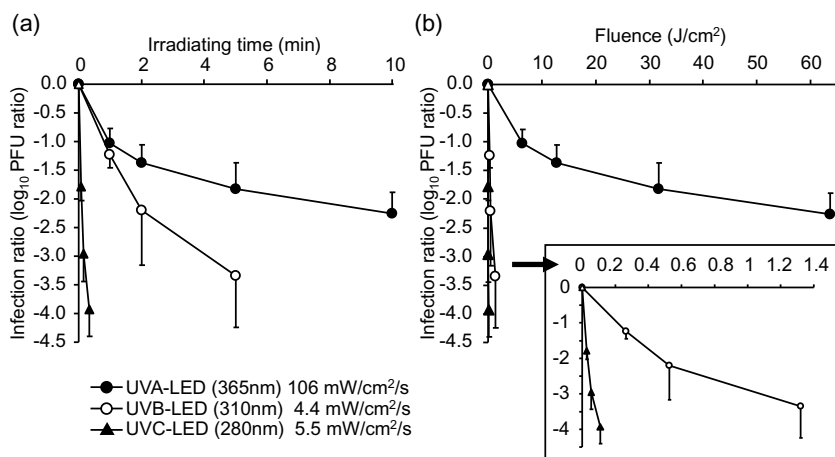 (a)
Irradiating time (min)
0 2 4 6 8 10
Infection ratio (log10 PFU ratio)
0.0
-0.5
-1.0
-1.5
-2.0
-2.5
-3.0
-3.5
-4.0
-4.5
UVA-LED (365nm) 106 mW/cm²/s
UVB-LED (310nm) 4.4 mW/cm²/s
UVC-LED (280nm) 5.5 mW/cm²/s
(b)
Fluence (J/cm²)
0 10 20 30 40 50 60
Infection ratio (log10 PFU ratio)
0.0
-0.5
-1.0
-1.5
-2.0
-2.5
-3.0
-3.5
-4.0
-4.5
0 0.2 0.4 0.6 0.8 1 1.2 1.4
0
-1
-2
-3
-4